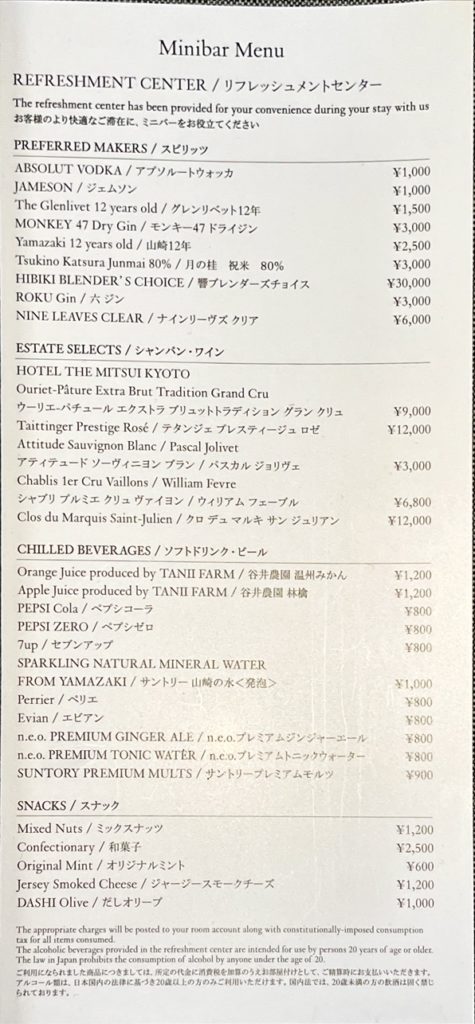 Minibar Menu
REFRESHMENT CENTER / リフレッシュメントセンター
The refreshment center has been provided for your convenience during your stay with us
お客様のより快適なご滞在に、ミニバーをお役立てください
PREFERRED MAKERS / スピリッツ
ABSOLUT VODKA / アブソルートウォッカ ¥1,000
JAMESON / ジェムソン ¥1,000
The Glenlivet 12 years old / グレンリベット12年 ¥1,500
MONKEY 47 Dry Gin / モンキー47 ドライジン ¥3,000
Yamazaki 12 years old / 山崎12年 ¥2,500
Tsukino Katsura Junmai 80% / 月の桂 祝米 80% ¥3,000
HIBIKI BLENDER'S CHOICE / 響ブレンダーズチョイス ¥30,000
ROKU Gin / 六 ジン ¥3,000
NINE LEAVES CLEAR / ナインリーヴズ クリア ¥6,000
ESTATE SELECTS / シャンパン・ワイン
HOTEL THE MITSUI KYOTO
Ouriet-Pâture Extra Brut Tradition Grand Cru
ウーリエ-パチュール エクストラ ブリュットトラディション グラン クリュ ¥9,000
Taittinger Prestige Rosé / テタンジェ プレスティージュ ロゼ ¥12,000
Attitude Sauvignon Blanc / Pascal Jolivet
アティテュード ソーヴィニヨン ブラン / パスカル ジョリヴェ ¥3,000
Chablis 1er Cru Vaillons / William Fevre
シャブリ プルミエ クリュ ヴァイヨン / ウィリアム フェーブル ¥6,800
Clos du Marquis Saint-Julien / クロ デュ マルキ サン ジュリアン ¥12,000
CHILLED BEVERAGES / ソフトドリンク・ビール
Orange Juice produced by TANII FARM / 谷井農園 温州みかん ¥1,200
Apple Juice produced by TANII FARM / 谷井農園 林檎 ¥1,200
PEPSI Cola / ペプシコーラ ¥800
PEPSI ZERO / ペプシゼロ ¥800
7up / セブンアップ ¥800
SPARKLING NATURAL MINERAL WATER
FROM YAMAZAKI / サントリー 山崎の水<発泡> ¥1,000
Perrier / ペリエ ¥800
Evian / エビアン ¥800
n.e.o. PREMIUM GINGER ALE / n.e.o.プレミアムジンジャーエール ¥800
n.e.o. PREMIUM TONIC WATER / n.e.o.プレミアムトニックウォーター ¥800
SUNTORY PREMIUM MULTS / サントリープレミアムモルツ ¥900
SNACKS / スナック
Mixed Nuts / ミックスナッツ ¥1,200
Confectionary / 和菓子 ¥2,500
Original Mint / オリジナルミント ¥600
Jersey Smoked Cheese / ジャージースモークチーズ ¥1,200
DASHI Olive / だしオリーブ ¥1,000
The appropriate charges will be posted to your room account along with constitutionally-imposed consumption
tax for all items consumed.
The alcoholic beverages provided in the refreshment center are intended for use by persons 20 years of age or older.
The law in Japan prohibits the consumption of alcohol by anyone under the age of 20.
ご利用になられました商品につきましては、所定の代金に消費税を加算のうえお部屋付けとして、ご精算時にお支払いいただきます。
アルコール類は、日本国内の法律に基づき20歳以上の方のみご利用いただけます。国内法では、20歳未満の方の飲酒は固く禁じ
られております。